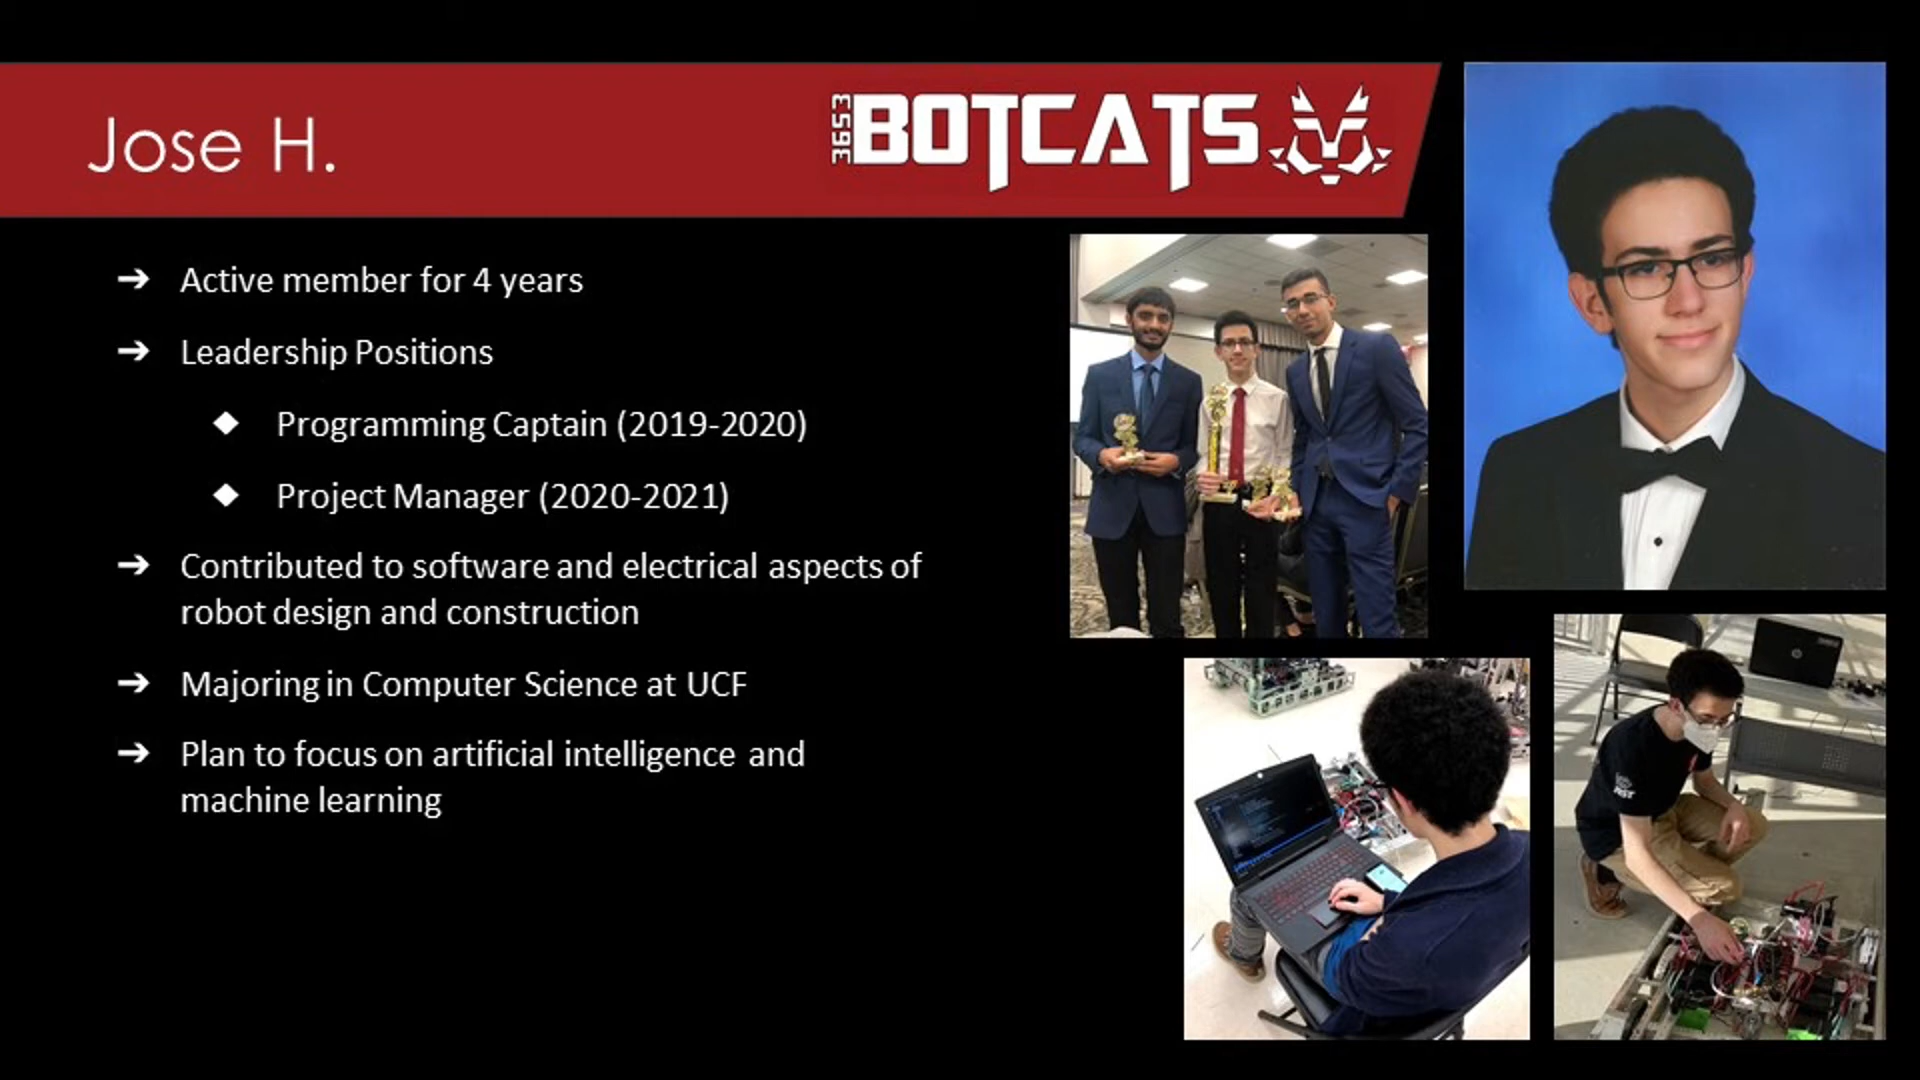 Jose H.
3653
BOTCATS
➔ Active member for 4 years
➔ Leadership Positions
◆ Programming Captain (2019-2020)
◆ Project Manager (2020-2021)
➔ Contributed to software and electrical aspects of
robot design and construction
➔ Majoring in Computer Science at UCF
➔ Plan to focus on artificial intelligence and
machine learning